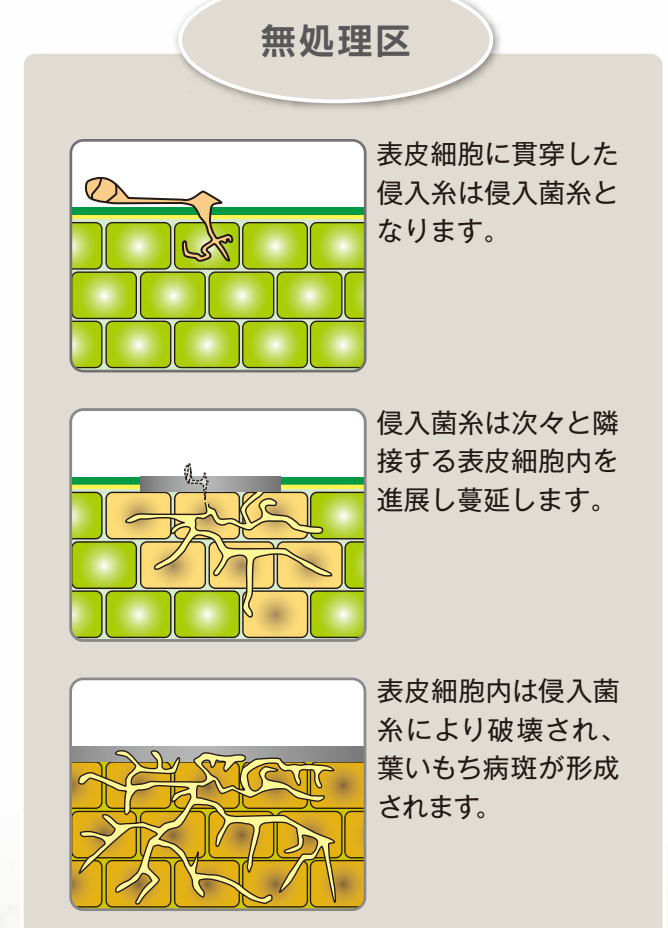 無処理区
表皮細胞に貫穿した
侵入糸は侵入菌糸と
なります。
侵入菌糸は次々と隣
接する表皮細胞内を
進展し蔓延します。
表皮細胞内は侵入菌
糸により破壊され、
葉いもち病斑が形成
されます。